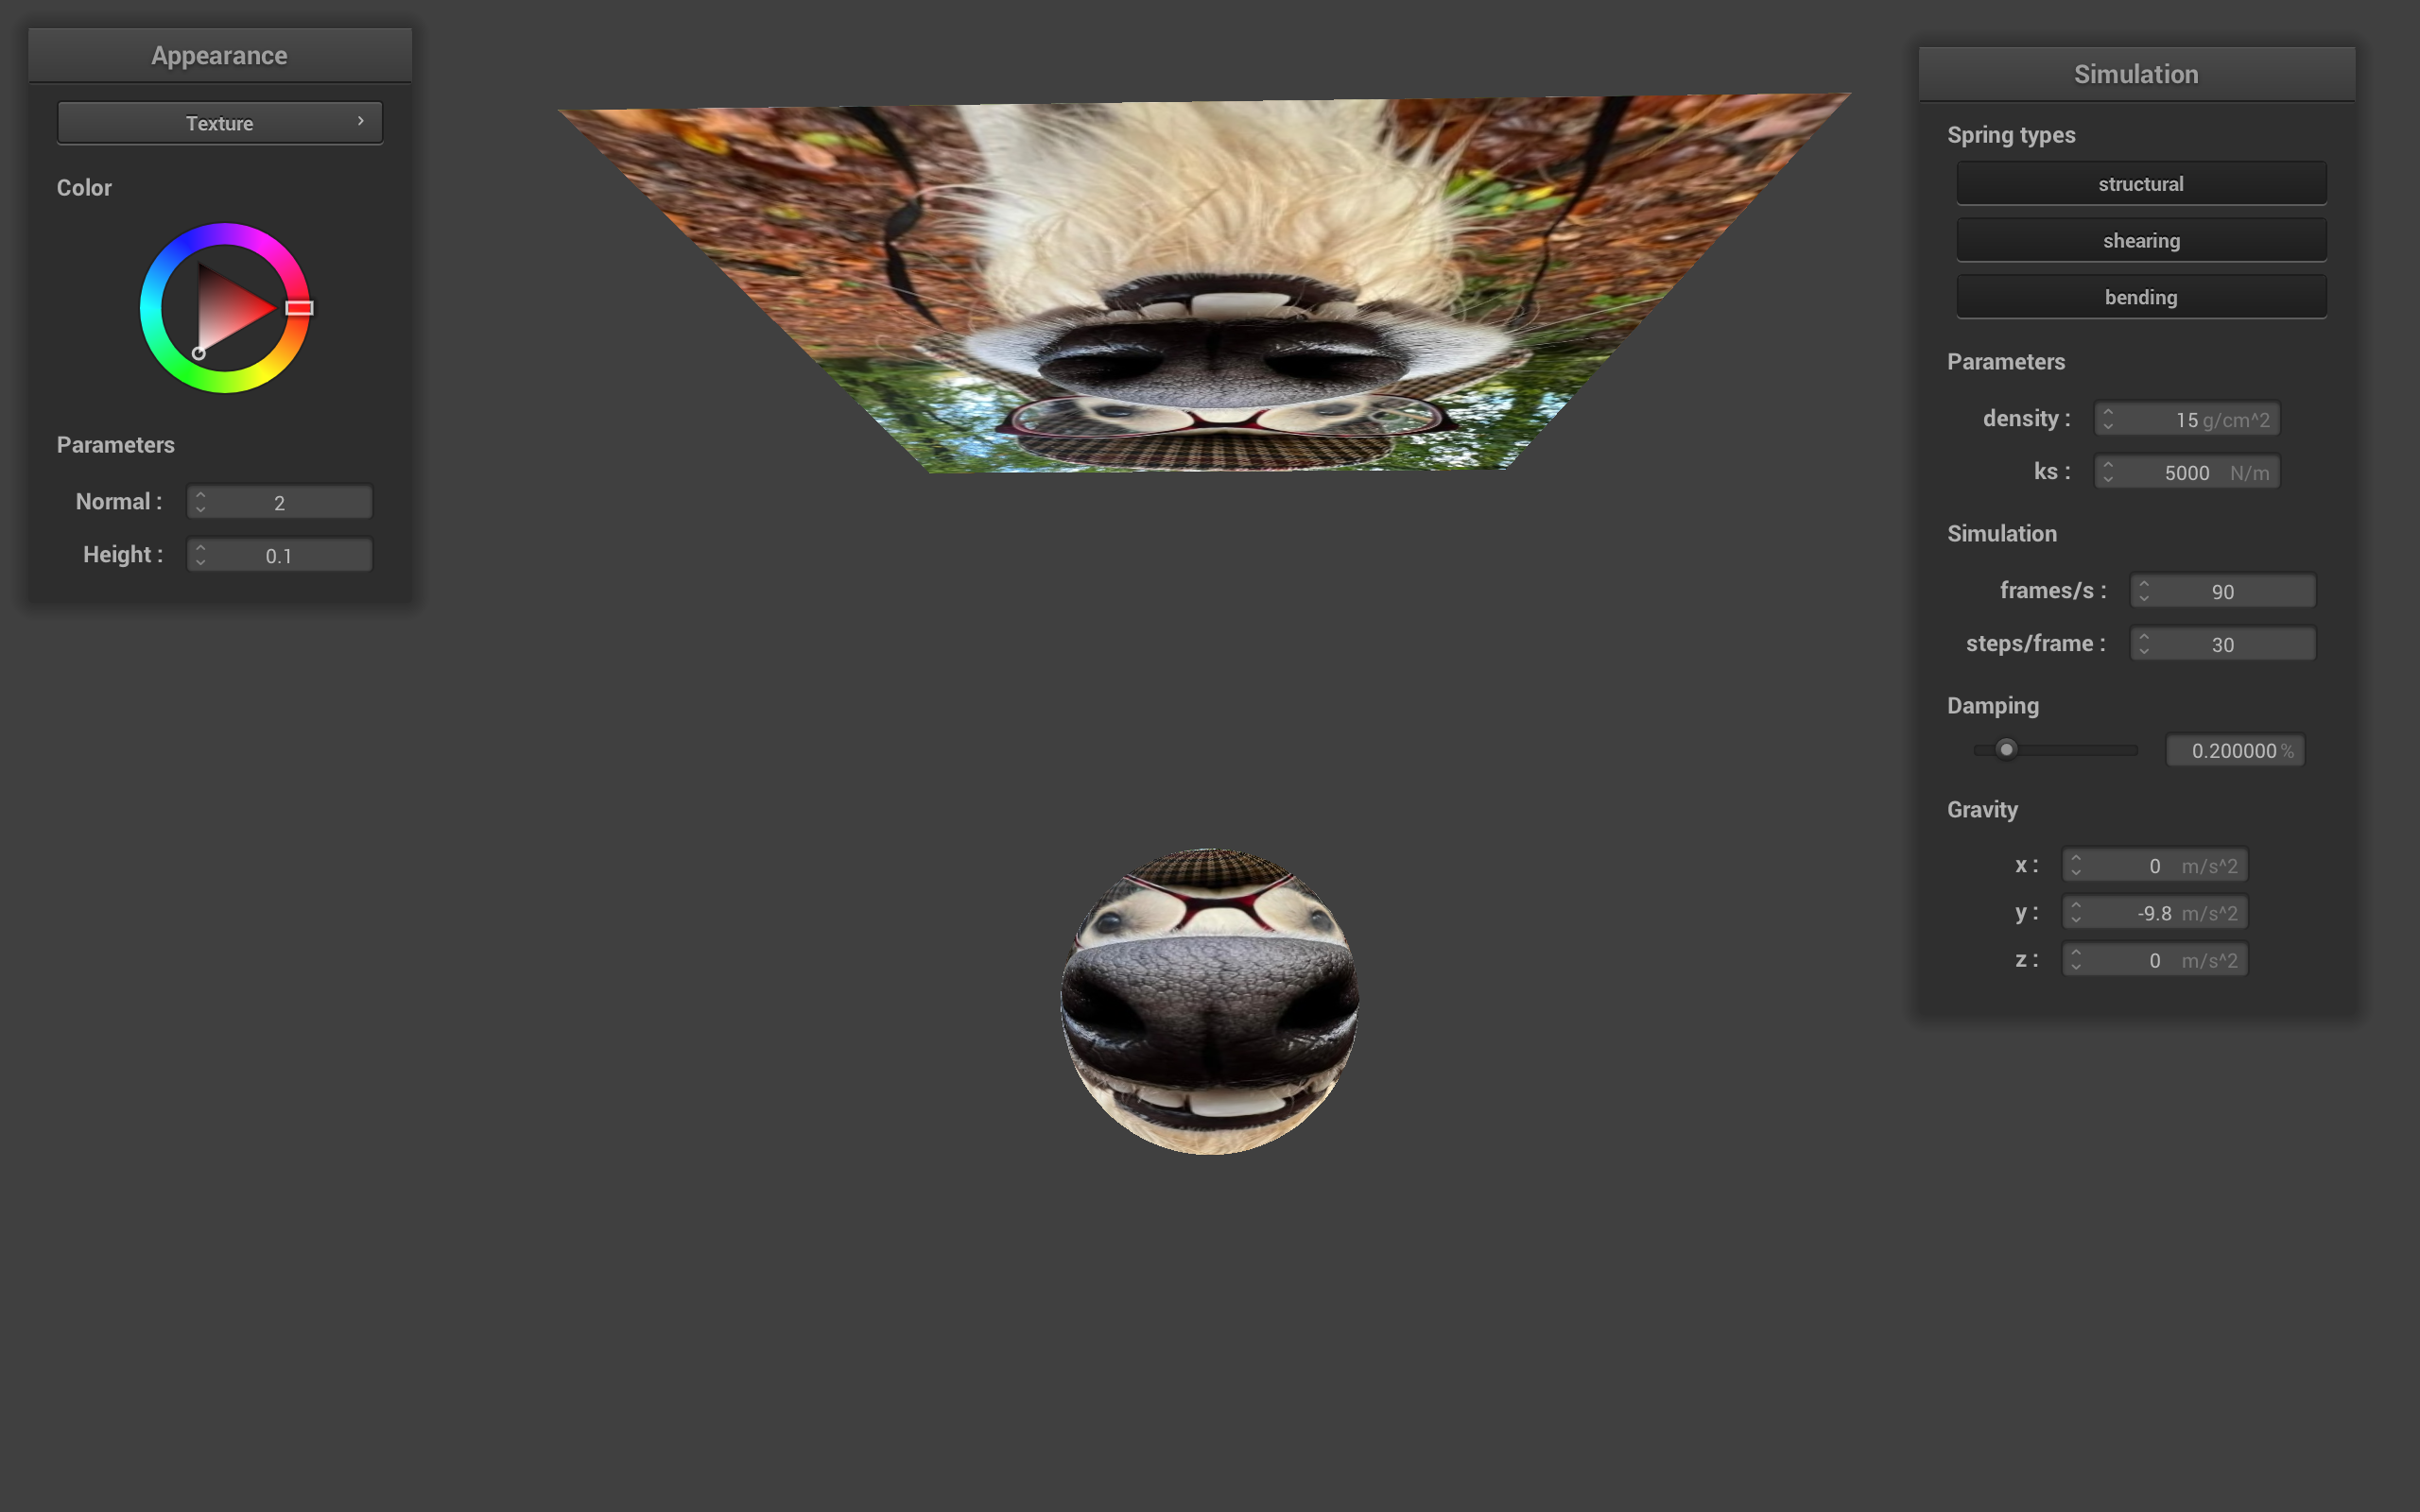 Appearance
Texture
Color
Parameters
Normal : 2
Height : 0.1
Simulation
Spring types
structural
shearing
bending
Parameters
density : 15 g/cm^2
ks : 5000 N/m
Simulation
frames/s : 90
steps/frame : 30
Damping
0.200000 %
Gravity
x : 0 m/s^2
y : -9.8 m/s^2
z : 0 m/s^2